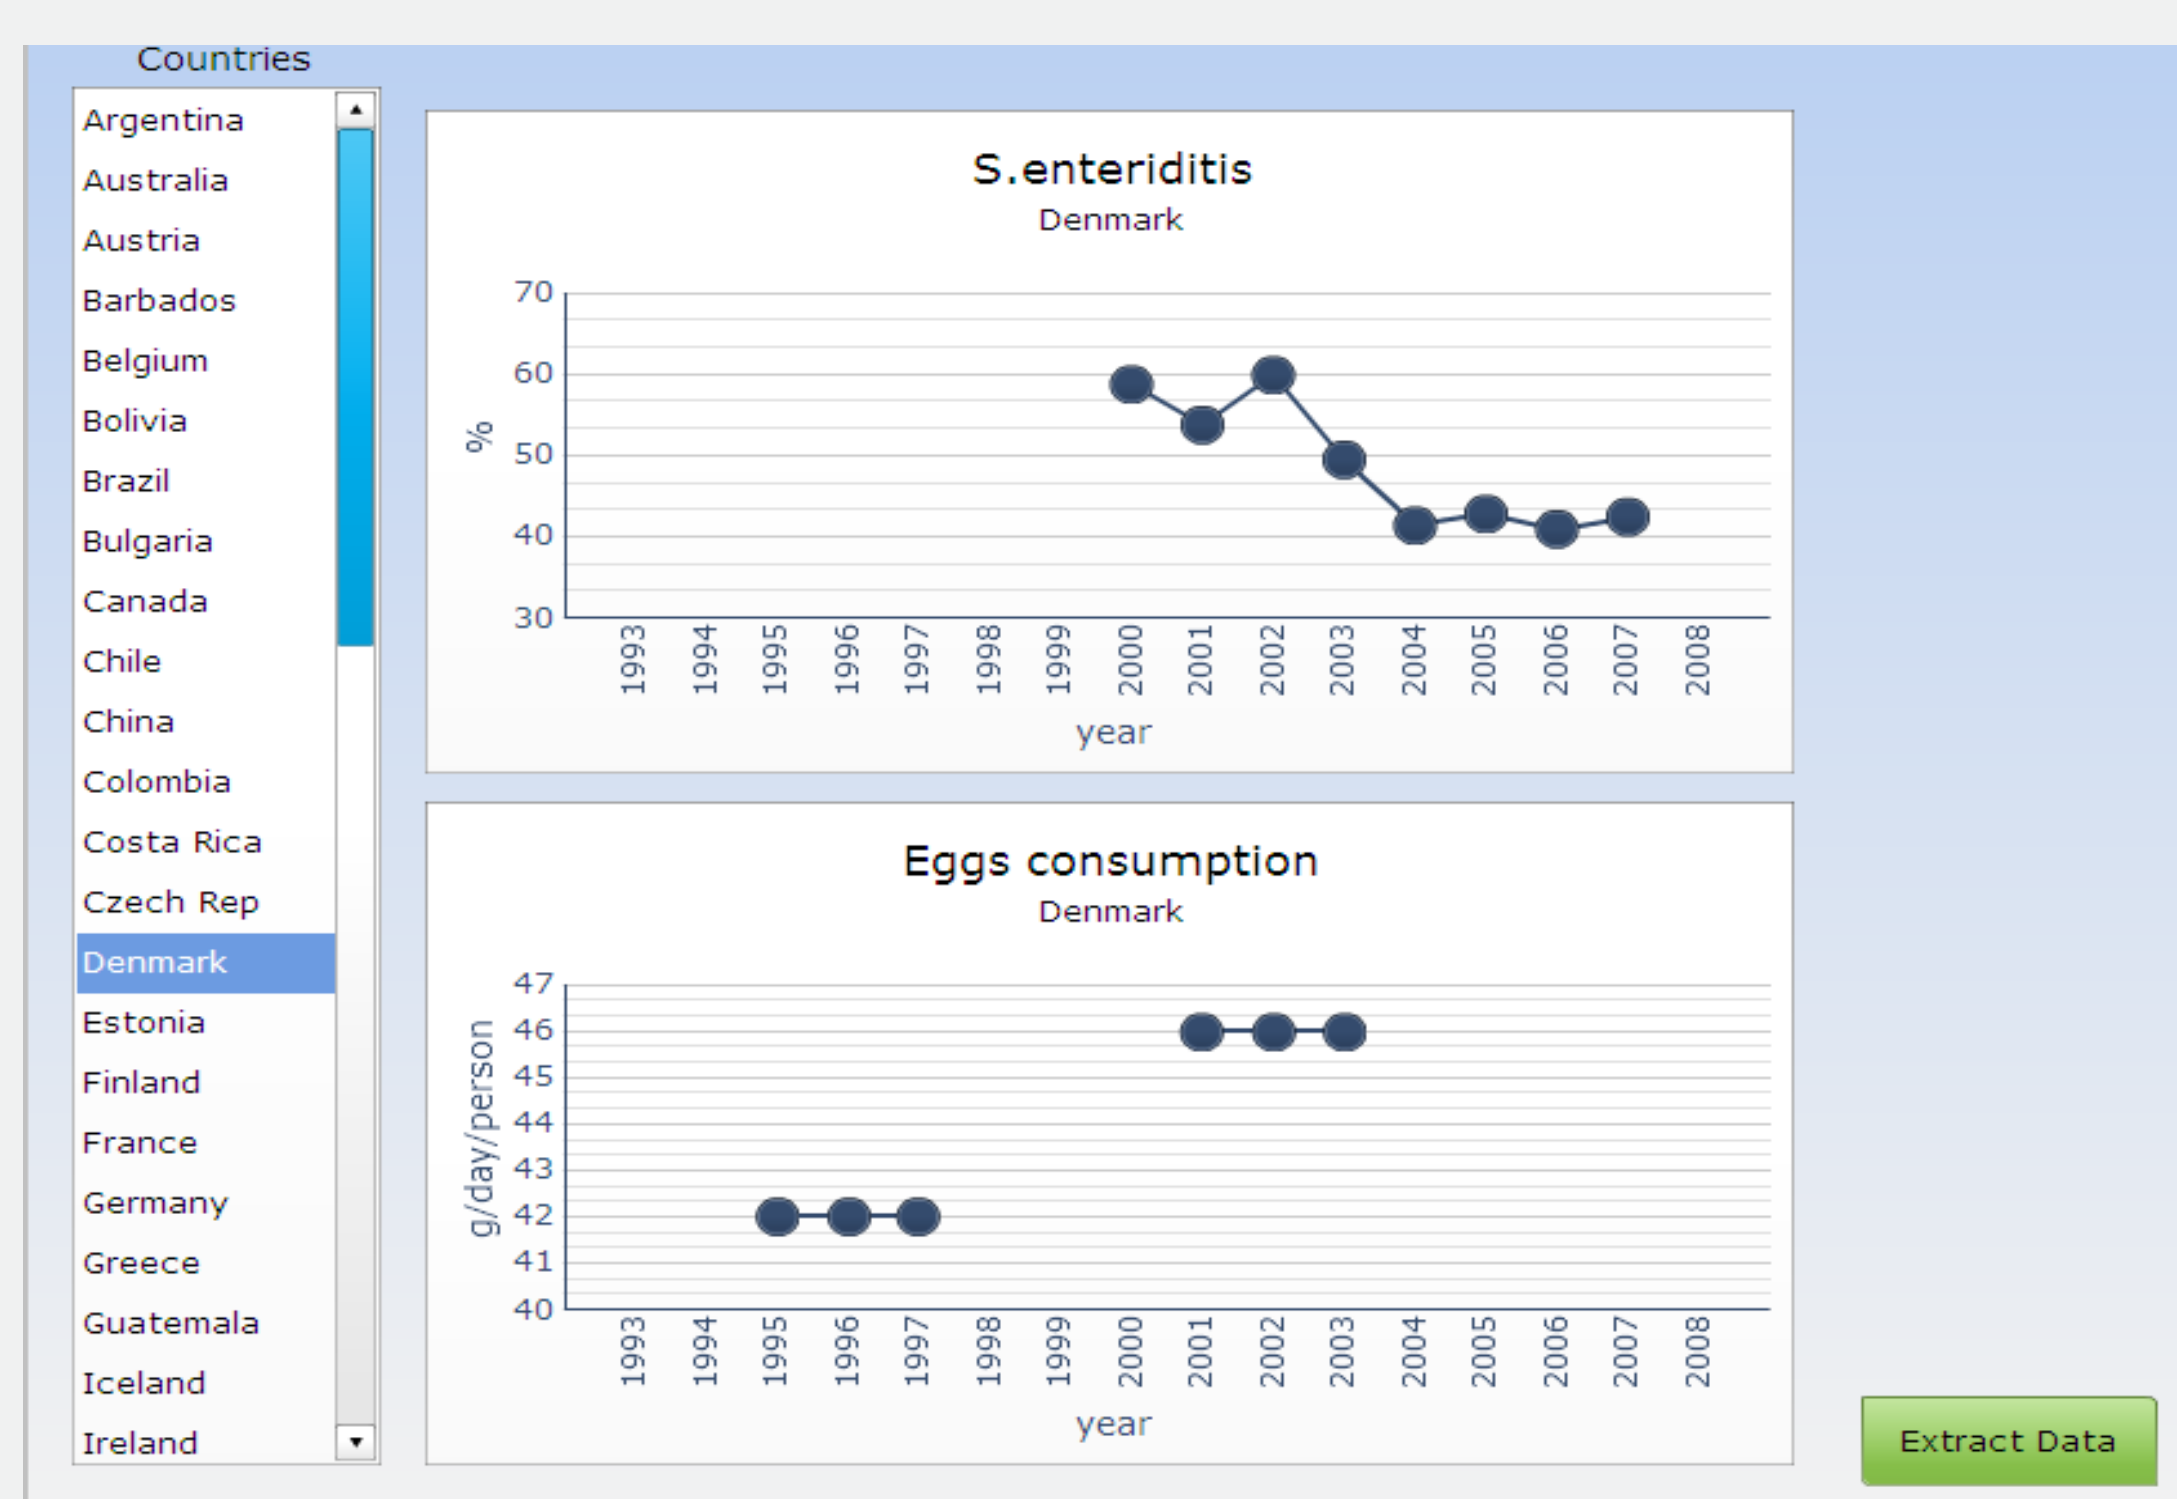 Countries
Argentina
Australia
Austria
Barbados
Belgium
Bolivia
Brazil
Bulgaria
Canada
Chile
China
Colombia
Costa Rica
Czech Rep
Denmark
Estonia
Finland
France
Germany
Greece
Guatemala
Iceland
Ireland
S.enteriditis
Denmark
%
70
60
50
40
30
1993 1994 1995 1996 1997 1998 1999 2000 2001 2002 2003 2004 2005 2006 2007 2008
year
Eggs consumption
Denmark
g/day/person
47
46
45
44
43
42
41
40
1993 1994 1995 1996 1997 1998 1999 2000 2001 2002 2003 2004 2005 2006 2007 2008
year
Extract Data